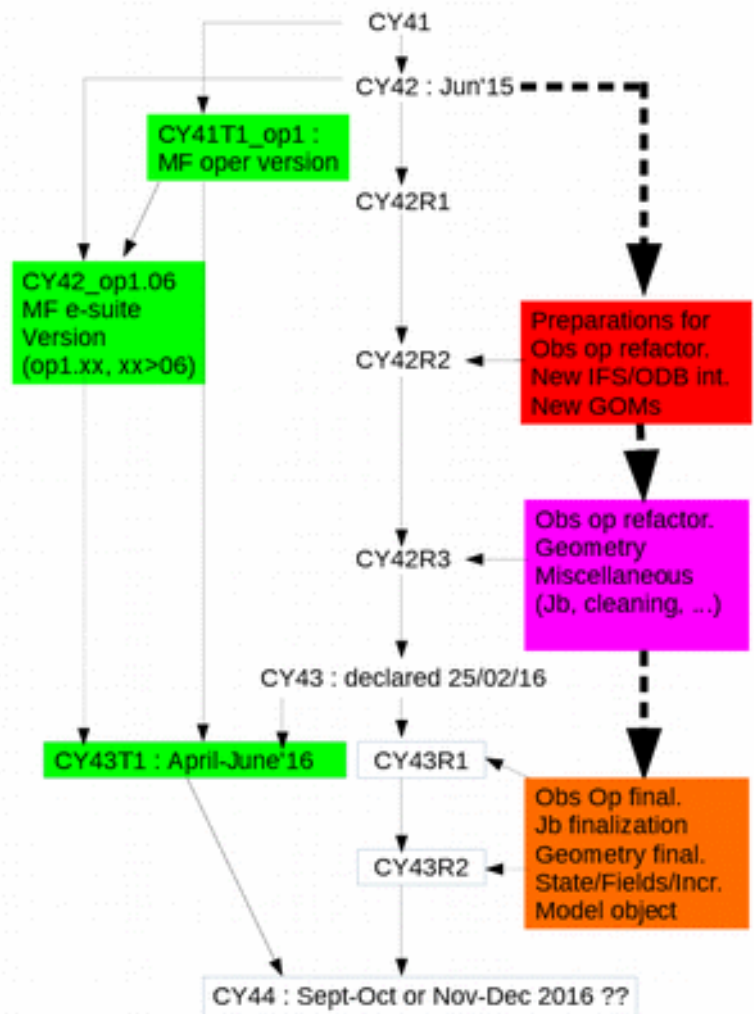 CY41
CY42 : Jun'15
CY41T1_op1 :
MF oper version
CY42R1
CY42_op1.06
MF e-suite
Version
(op1.xx, xx>06)
Preparations for
Obs op refactor.
New IFS/ODB int.
New GOMs
CY42R2
Obs op refactor.
Geometry
Miscellaneous
(Jb, cleaning, ...)
CY42R3
CY43 : declared 25/02/16
CY43T1 : April-June'16
CY43R1
Obs Op final.
Jb finalization
Geometry final.
State/Fields/Incr.
Model object
CY43R2
CY44 : Sept-Oct or Nov-Dec 2016 ??